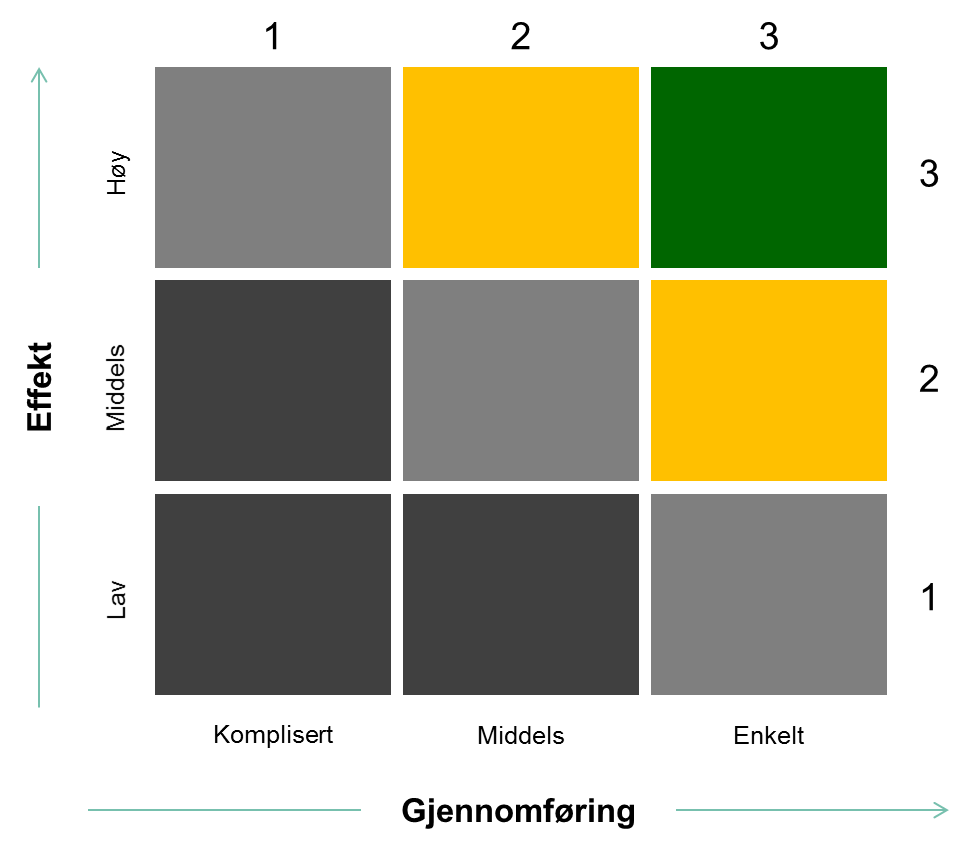 1 2 3
Høy
3
Effekt
Middels
2
Lav
1
Komplisert Middels Enkelt
Gjennomføring